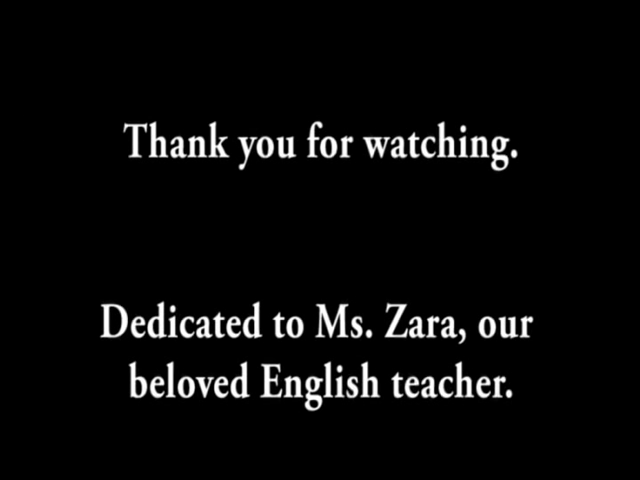 Thank you for watching.
Dedicated to Ms. Zara, our
beloved English teacher.